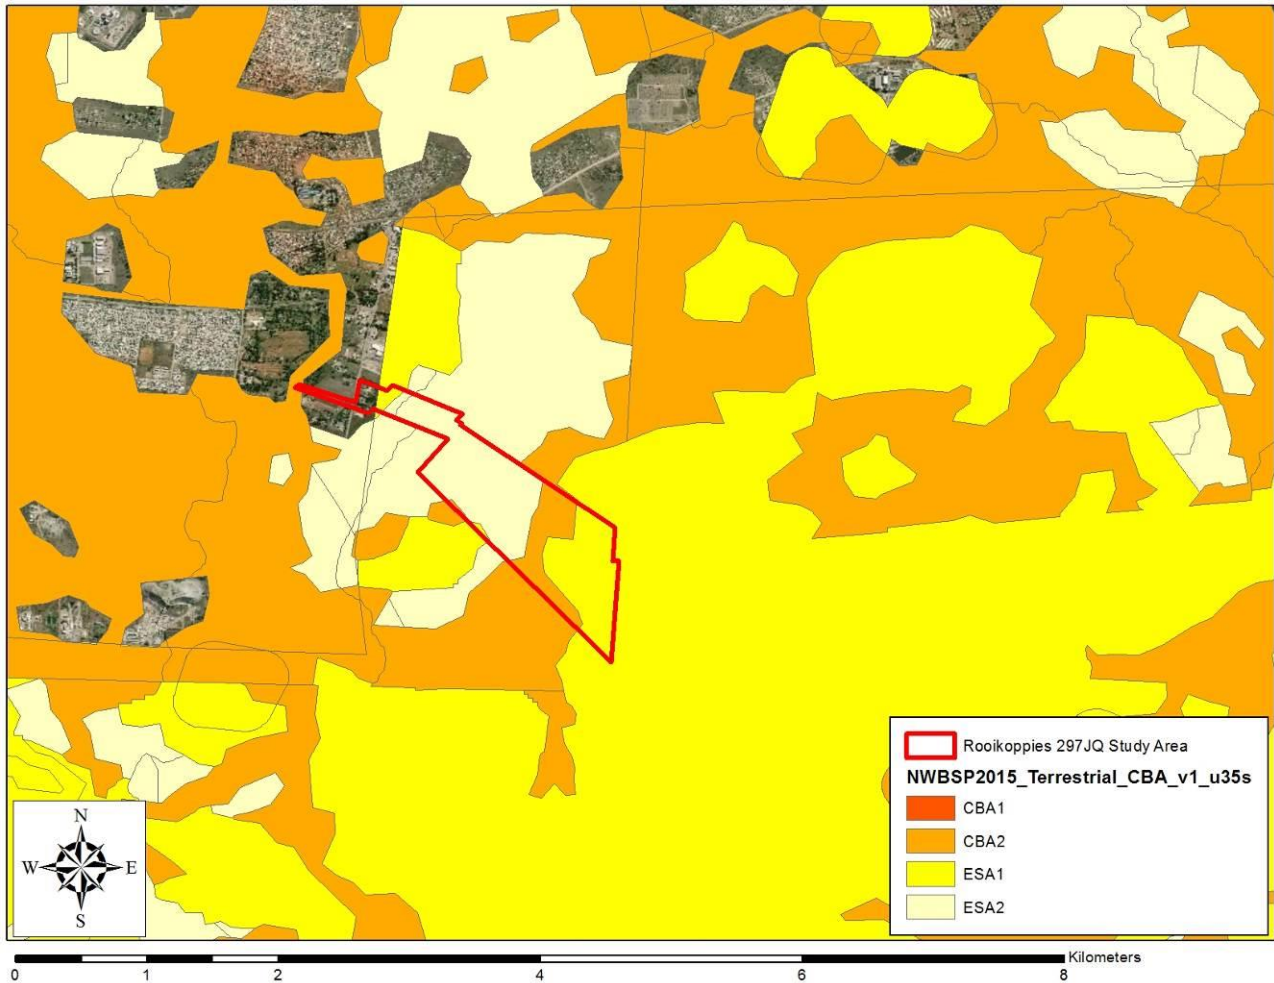 Rooikoppies 297JQ Study Area
NWBSP2015_Terrestrial_CBA_v1_u35s
CBA1
CBA2
ESA1
ESA2
N
W E
S
Kilometers
0 1 2 4 6 8